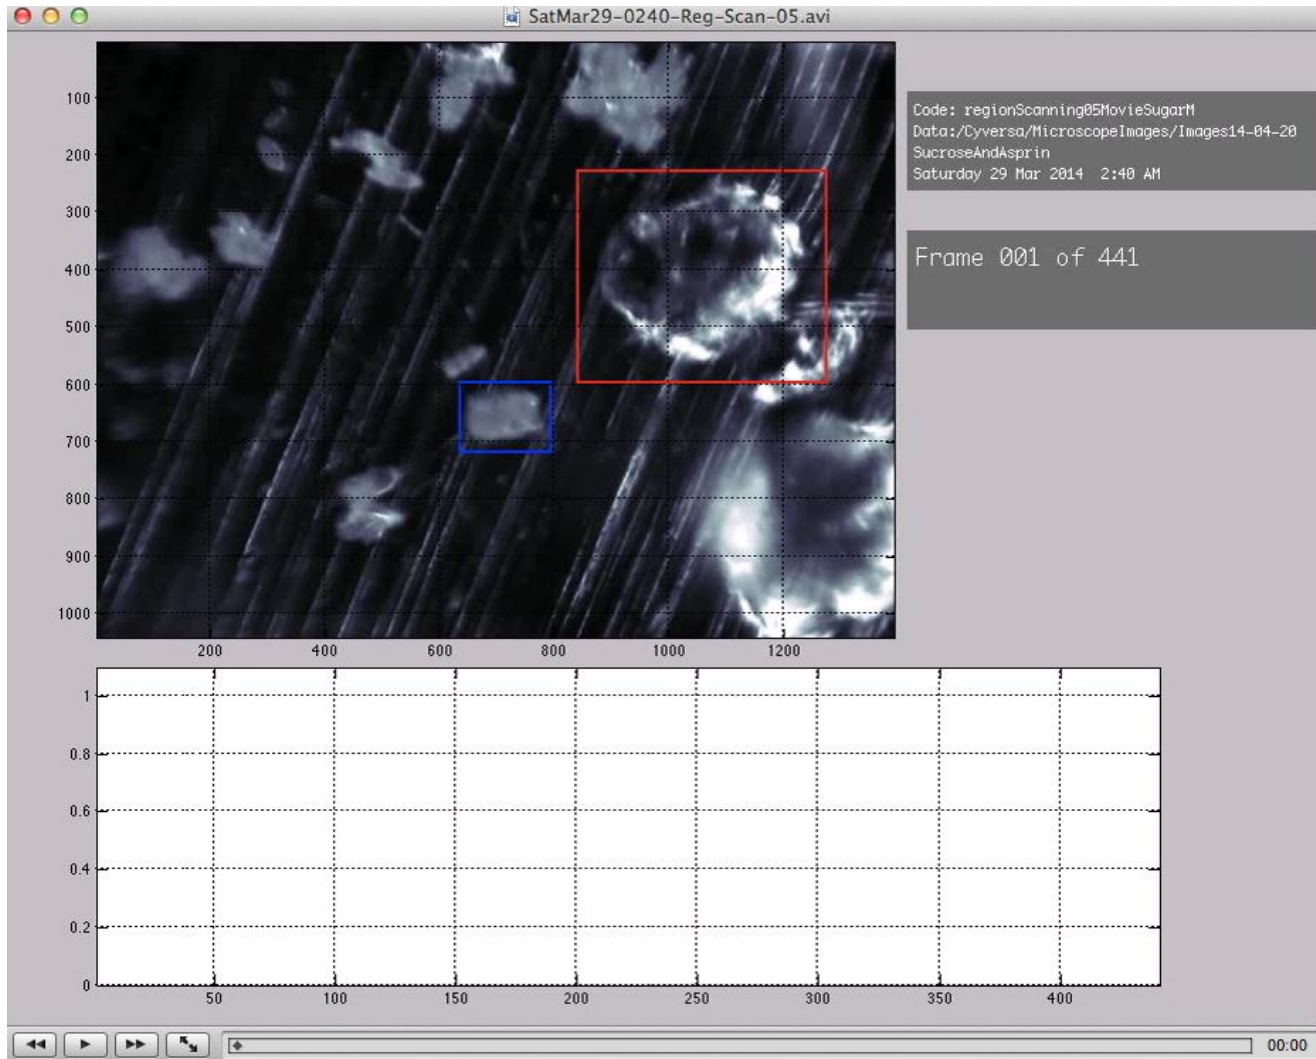 SatMar29-0240-Reg-Scan-05.avi
Code: regionScanning05MovieSugarM
Data:/Cyversa/MicroscopeImages/Images14-04-20
SucroseAndAsprin
Saturday 29 Mar 2014 2:40 AM
Frame 001 of 441
100
200
300
400
500
600
700
800
900
1000
200 400 600 800 1000 1200
1
0.8
0.6
0.4
0.2
0
50 100 150 200 250 300 350 400
00:00